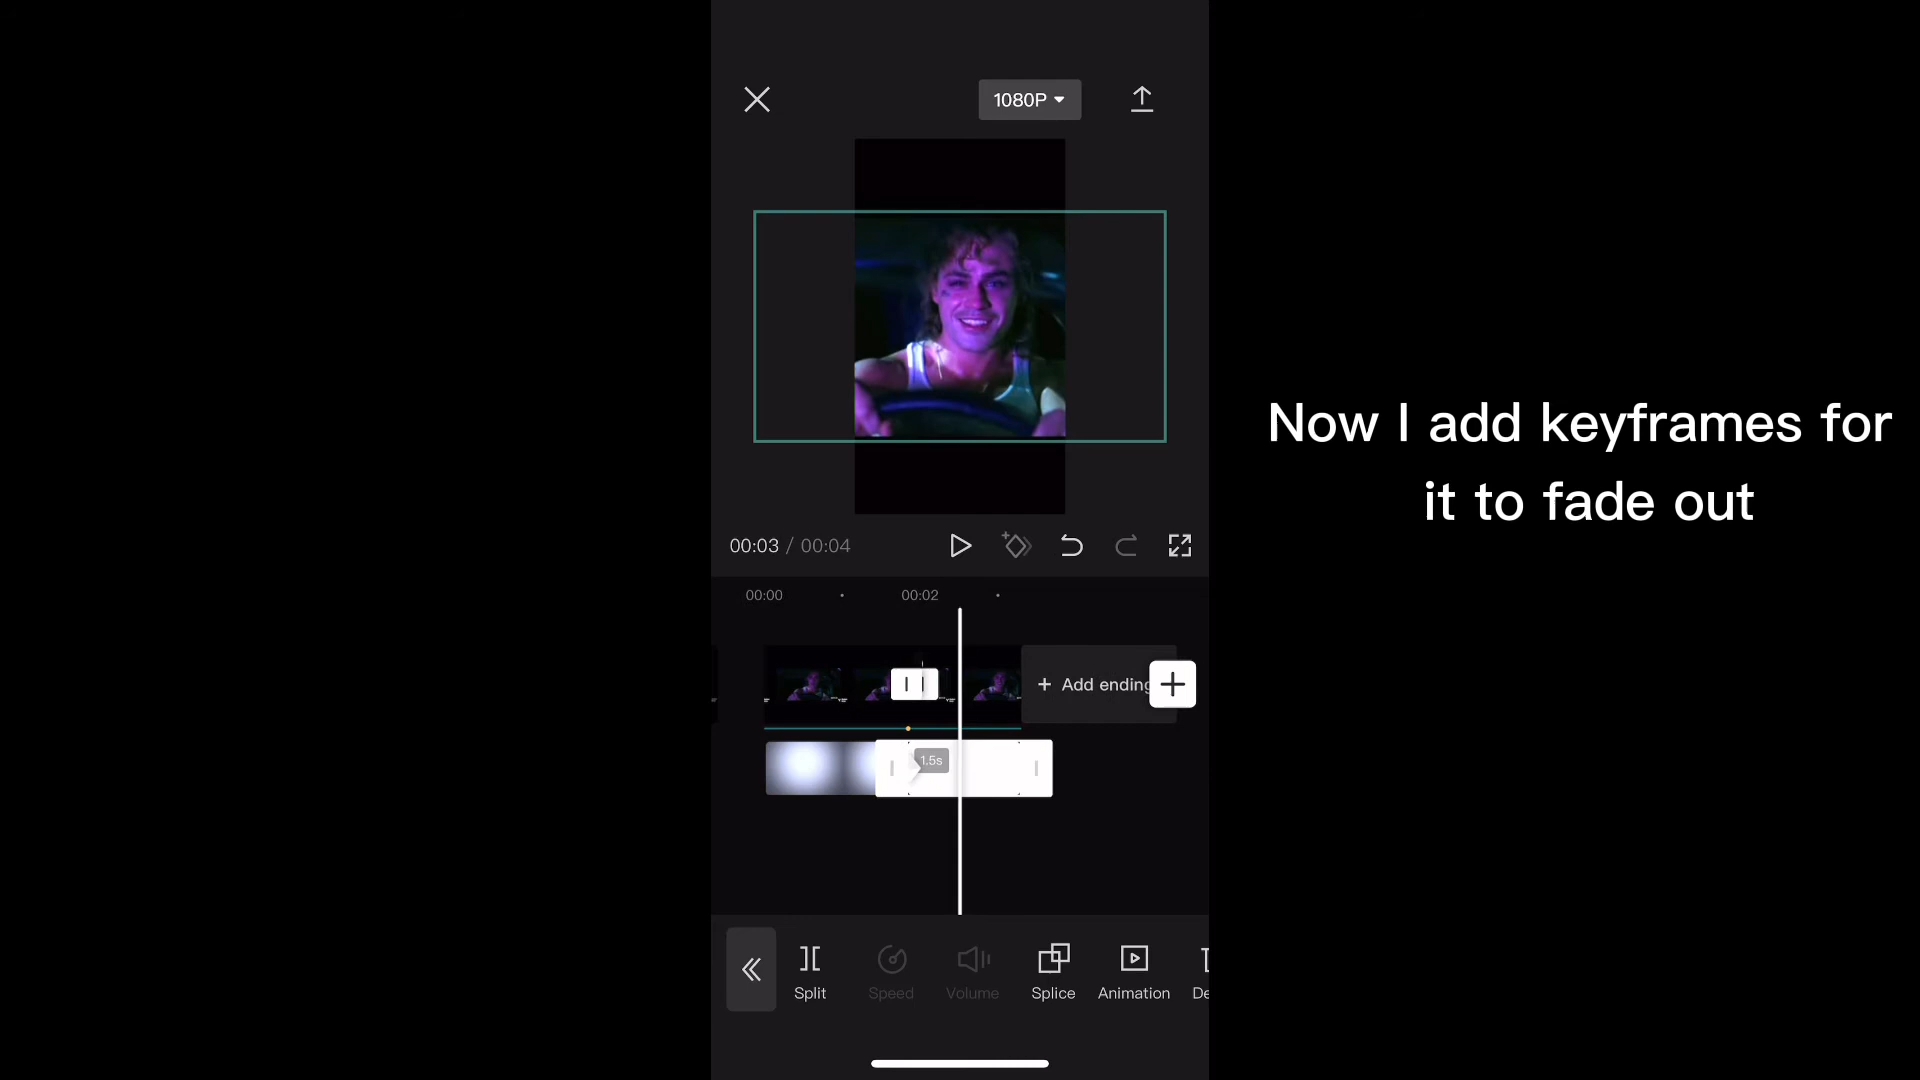 1080P
Now I add keyframes for
it to fade out
00:03 / 00:04
00:00
00:02
+ Add ending
1.5s
Split
Speed
Volume
Splice
Animation
De